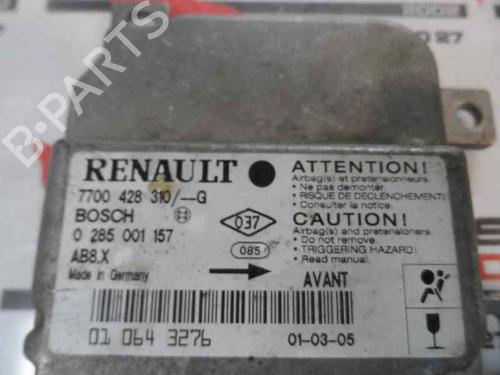 B-PARTS
RENAULT
7700 428 310/--G
BOSCH
0 285 001 157
AB8.X
Made in Germany
037
085
AVANT
ATTENTION!
Airbag(s) et pretensionneurs.
• Ne pas demonter.
• RISQUE DE DECLENCHEMENT!
• Consulter la notice.
CAUTION!
Airbag(s) and pretensioners.
• Do not remove.
• TRIGGERING HAZARD!
• Read manual.
01 064 3276
01-03-05